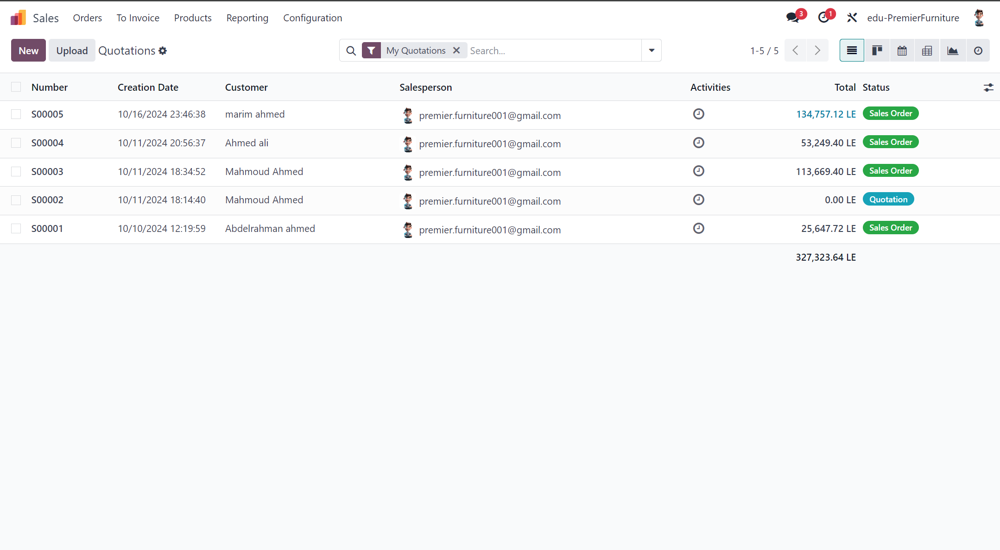 Sales Orders To Invoice Products Reporting Configuration 3 1 edu-PremierFurniture
New Upload Quotations My Quotations Search... 1-5 / 5
Number Creation Date Customer Salesperson Activities Total Status
S00005 10/16/2024 23:46:38 marim ahmed premier.furniture001@gmail.com 134,757.12 LE Sales Order
S00004 10/11/2024 20:56:37 Ahmed ali premier.furniture001@gmail.com 53,249.40 LE Sales Order
S00003 10/11/2024 18:34:52 Mahmoud Ahmed premier.furniture001@gmail.com 113,669.40 LE Sales Order
S00002 10/11/2024 18:14:40 Mahmoud Ahmed premier.furniture001@gmail.com 0.00 LE Quotation
S00001 10/10/2024 12:19:59 Abdelrahman ahmed premier.furniture001@gmail.com 25,647.72 LE Sales Order
327,323.64 LE